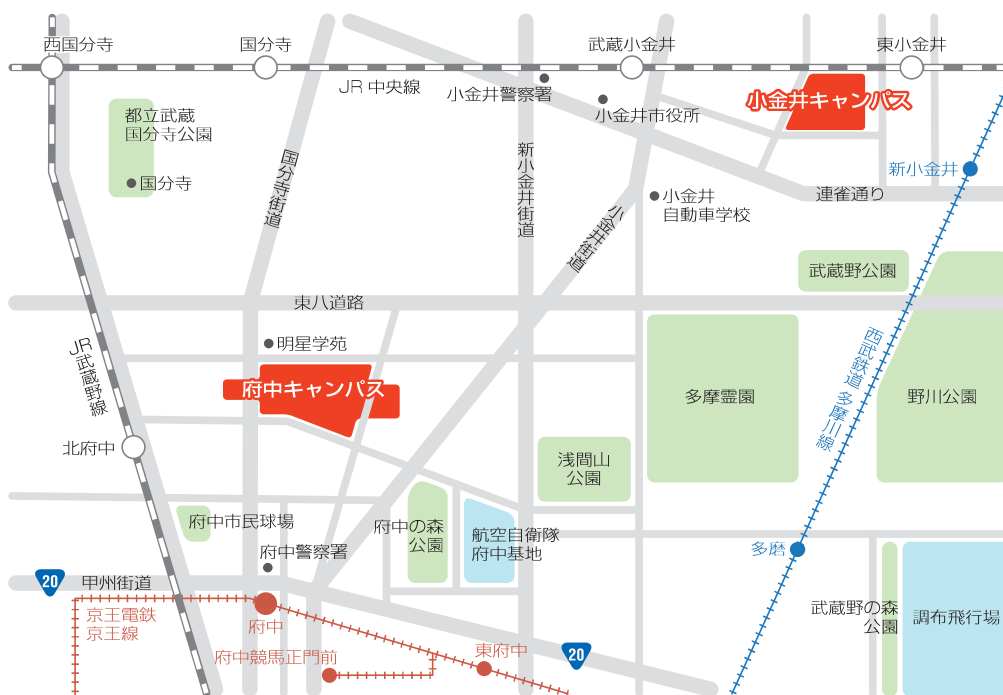 西国分寺
国分寺
武蔵小金井
東小金井
JR中央線
小金井警察署
小金井キャンパス
都立武蔵
国分寺公園
小金井市役所
国分寺
国分寺街道
新小金井街道
新小金井
小金井
自動車学校
連雀通り
小金井街道
武蔵野公園
東八道路
明星学苑
JR武蔵野線
西武鉄道 多摩川線
府中キャンパス
多摩霊園
野川公園
北府中
浅間山
公園
府中市民球場
府中の森
公園
航空自衛隊
府中基地
府中警察署
多磨
20
甲州街道
京王電鉄
京王線
府中
武蔵野の森
公園
調布飛行場
府中競馬正門前
東府中
20